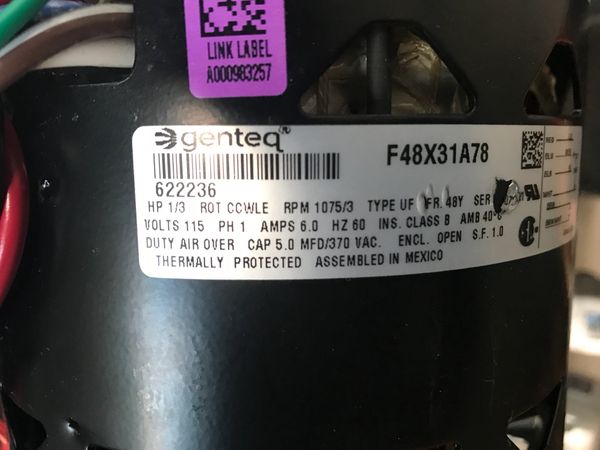 LINK LABEL
A000983257
genteq®
F48X31A78
622236
HP 1/3 ROT CCWLE RPM 1075/3 TYPE UF FR. 48Y SER
VOLTS 115 PH 1 AMPS 6.0 HZ 60 INS. CLASS B AMB 40°C
DUTY AIR OVER CAP 5.0 MFD/370 VAC. ENCL. OPEN S.F. 1.0
THERMALLY PROTECTED ASSEMBLED IN MEXICO